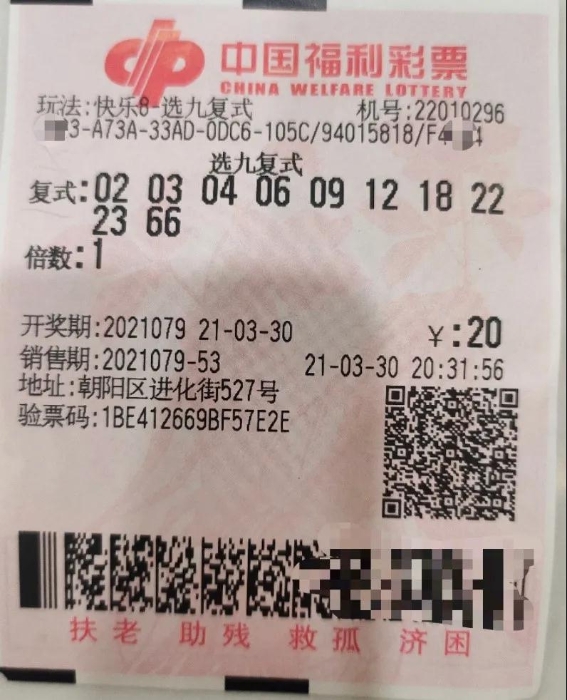 中国福利彩票
CHINA WELFARE LOTTERY
玩法:快乐8-选九复式 机号:22010296
3-A73A-33AD-0DC6-105C/94015818/F4
选九复式
复式:02 03 04 06 09 12 18 22
23 66
倍数:1
开奖期:2021079 21-03-30 ￥:20
销售期:2021079-53 21-03-30 20:31:56
地址:朝阳区进化街527号
验票码:1BE412669BF57E2E
扶老 助残 救孤 济困